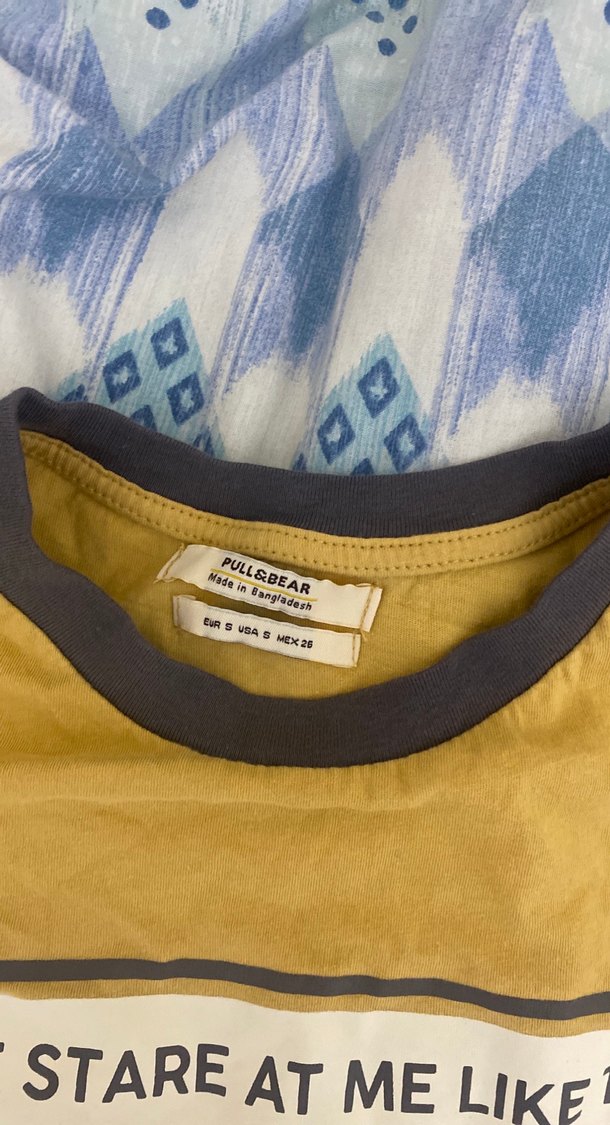 PULL&BEAR
Made in Bangladesh
EUR S USA S MEX 26
STARE AT ME LIKE